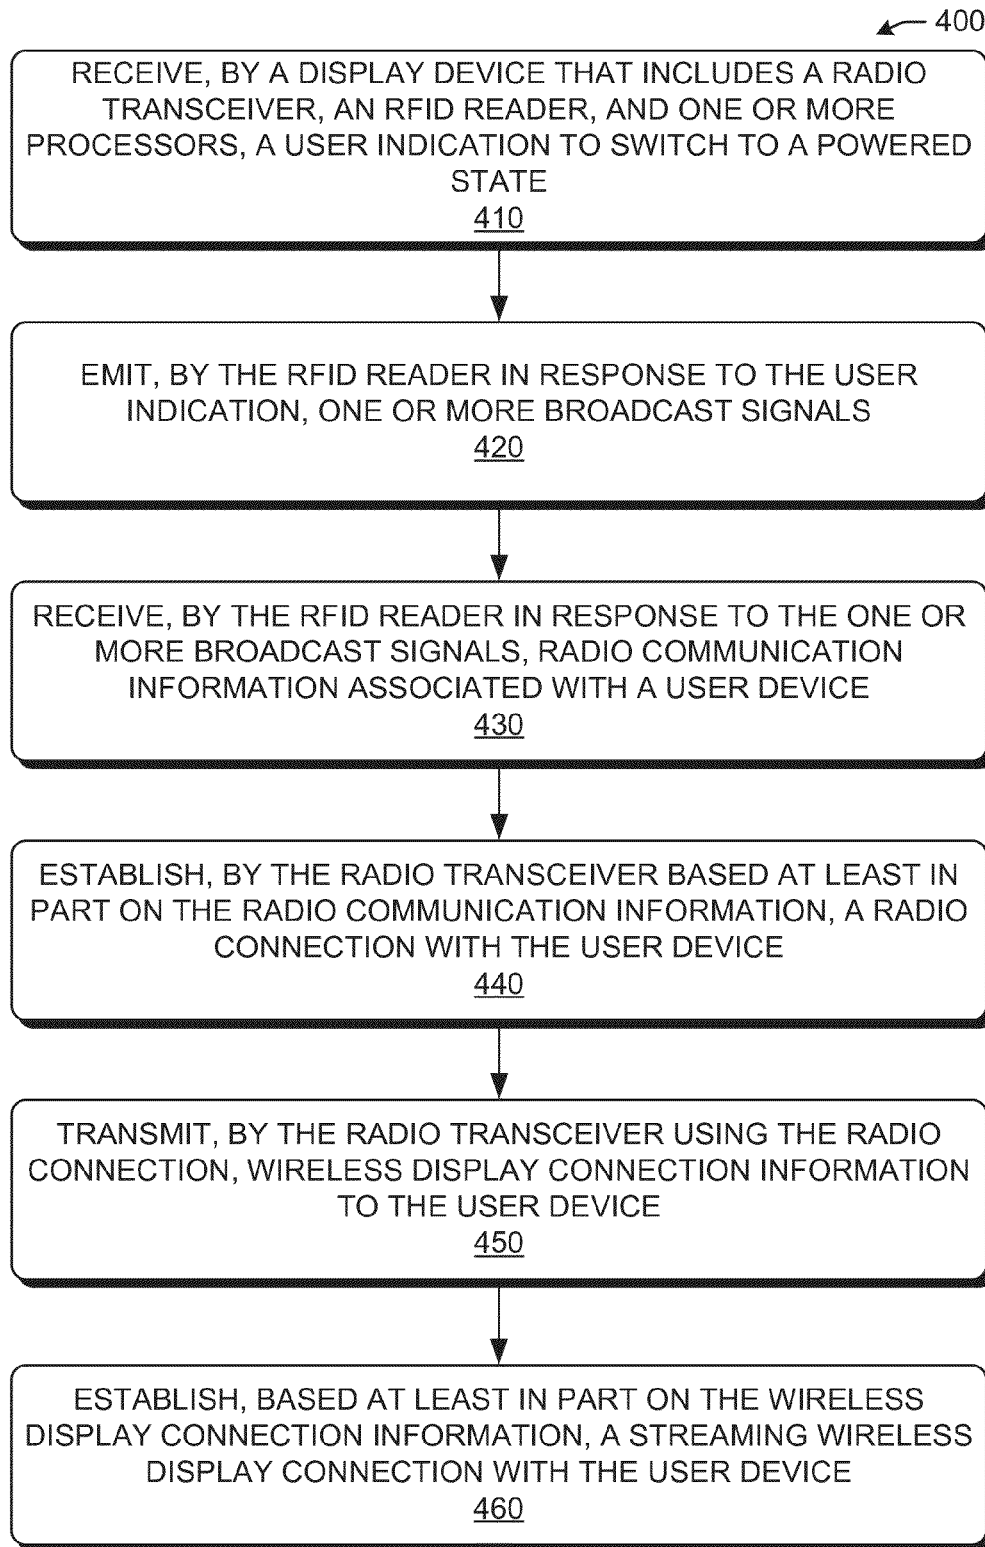 400
RECEIVE, BY A DISPLAY DEVICE THAT INCLUDES A RADIO
TRANSCEIVER, AN RFID READER, AND ONE OR MORE
PROCESSORS, A USER INDICATION TO SWITCH TO A POWERED
STATE
410
EMIT, BY THE RFID READER IN RESPONSE TO THE USER
INDICATION, ONE OR MORE BROADCAST SIGNALS
420
RECEIVE, BY THE RFID READER IN RESPONSE TO THE ONE OR
MORE BROADCAST SIGNALS, RADIO COMMUNICATION
INFORMATION ASSOCIATED WITH A USER DEVICE
430
ESTABLISH, BY THE RADIO TRANSCEIVER BASED AT LEAST IN
PART ON THE RADIO COMMUNICATION INFORMATION, A RADIO
CONNECTION WITH THE USER DEVICE
440
TRANSMIT, BY THE RADIO TRANSCEIVER USING THE RADIO
CONNECTION, WIRELESS DISPLAY CONNECTION INFORMATION
TO THE USER DEVICE
450
ESTABLISH, BASED AT LEAST IN PART ON THE WIRELESS
DISPLAY CONNECTION INFORMATION, A STREAMING WIRELESS
DISPLAY CONNECTION WITH THE USER DEVICE
460